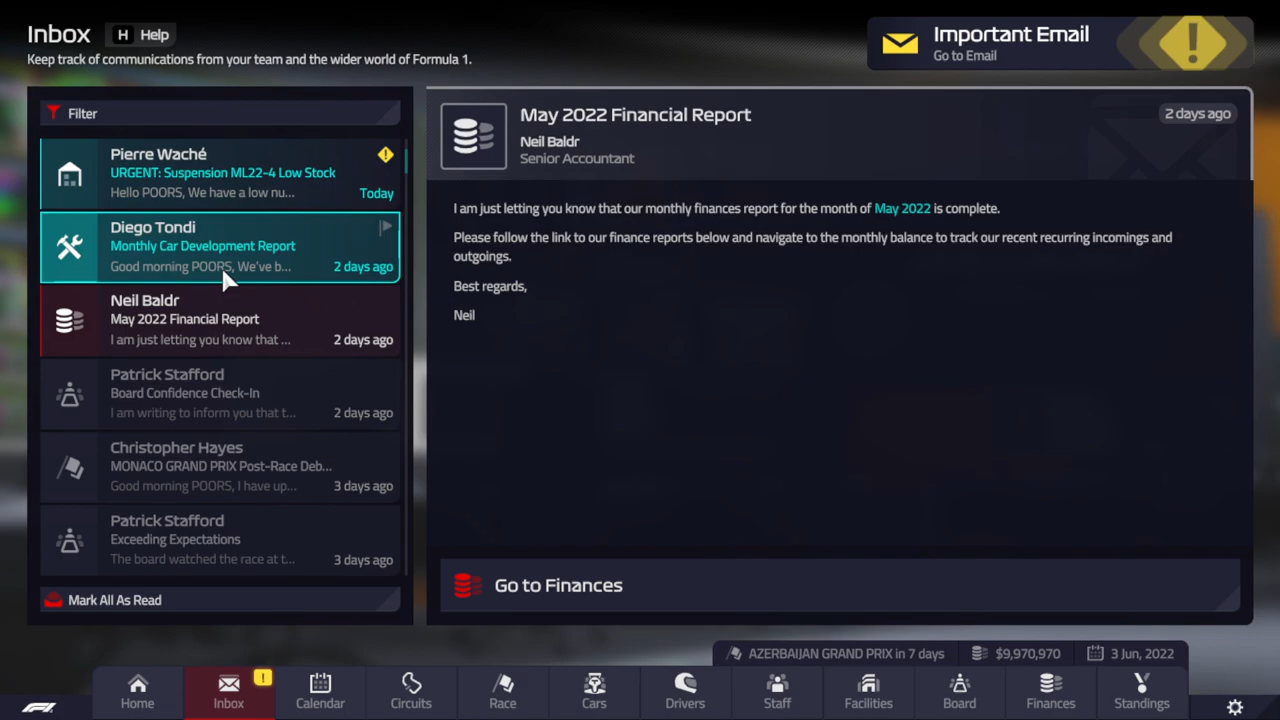 Inbox
H Help
Keep track of communications from your team and the wider world of Formula 1.
Important Email
Go to Email
Filter
Pierre Waché
URGENT: Suspension ML22-4 Low Stock
Hello POORS, We have a low nu...
Today
Diego Tondi
Monthly Car Development Report
Good morning POORS, We've b...
2 days ago
Neil Baldr
May 2022 Financial Report
I am just letting you know that ...
2 days ago
Patrick Stafford
Board Confidence Check-In
I am writing to inform you that t...
2 days ago
Christopher Hayes
MONACO GRAND PRIX Post-Race Deb...
Good morning POORS, I have up...
3 days ago
Patrick Stafford
Exceeding Expectations
The board watched the race at t...
3 days ago
Mark All As Read
May 2022 Financial Report
2 days ago
Neil Baldr
Senior Accountant
I am just letting you know that our monthly finances report for the month of May 2022 is complete.
Please follow the link to our finance reports below and navigate to the monthly balance to track our recent recurring incomings and
outgoings.
Best regards,
Neil
Go to Finances
AZERBAIJAN GRAND PRIX in 7 days
$9,970,970
3 Jun, 2022
Home
Inbox
!
Calendar
Circuits
Race
Cars
Drivers
Staff
Facilities
Board
Finances
Standings